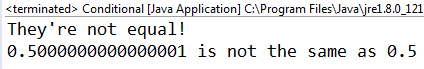 <terminated> Conditional [Java Application] C:\Program Files\Java\jre1.8.0_121
They're not equal!
0.5000000000000001 is not the same as 0.5